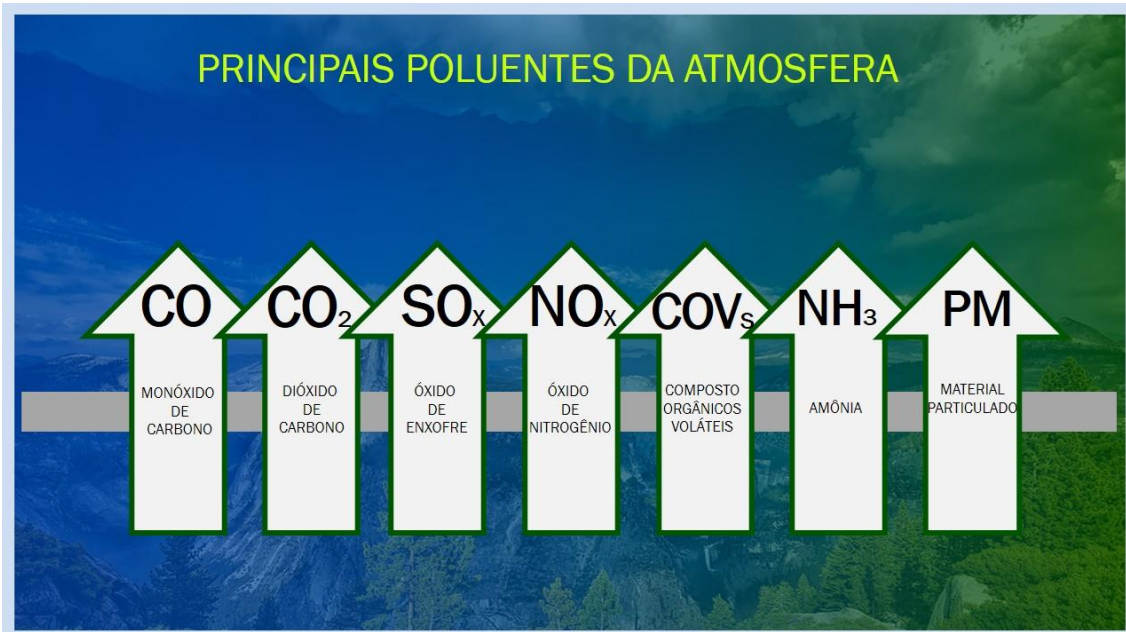 PRINCIPAIS POLUENTES DA ATMOSFERA
CO
MONÓXIDO
DE
CARBONO
CO₂
DIÓXIDO
DE
CARBONO
SOₓ
ÓXIDO
DE
ENXOFRE
NOₓ
ÓXIDO
DE
NITROGÊNIO
COVs
COMPOSTO
ORGÂNICOS
VOLÁTEIS
NH₃
AMÔNIA
PM
MATERIAL
PARTICULADO